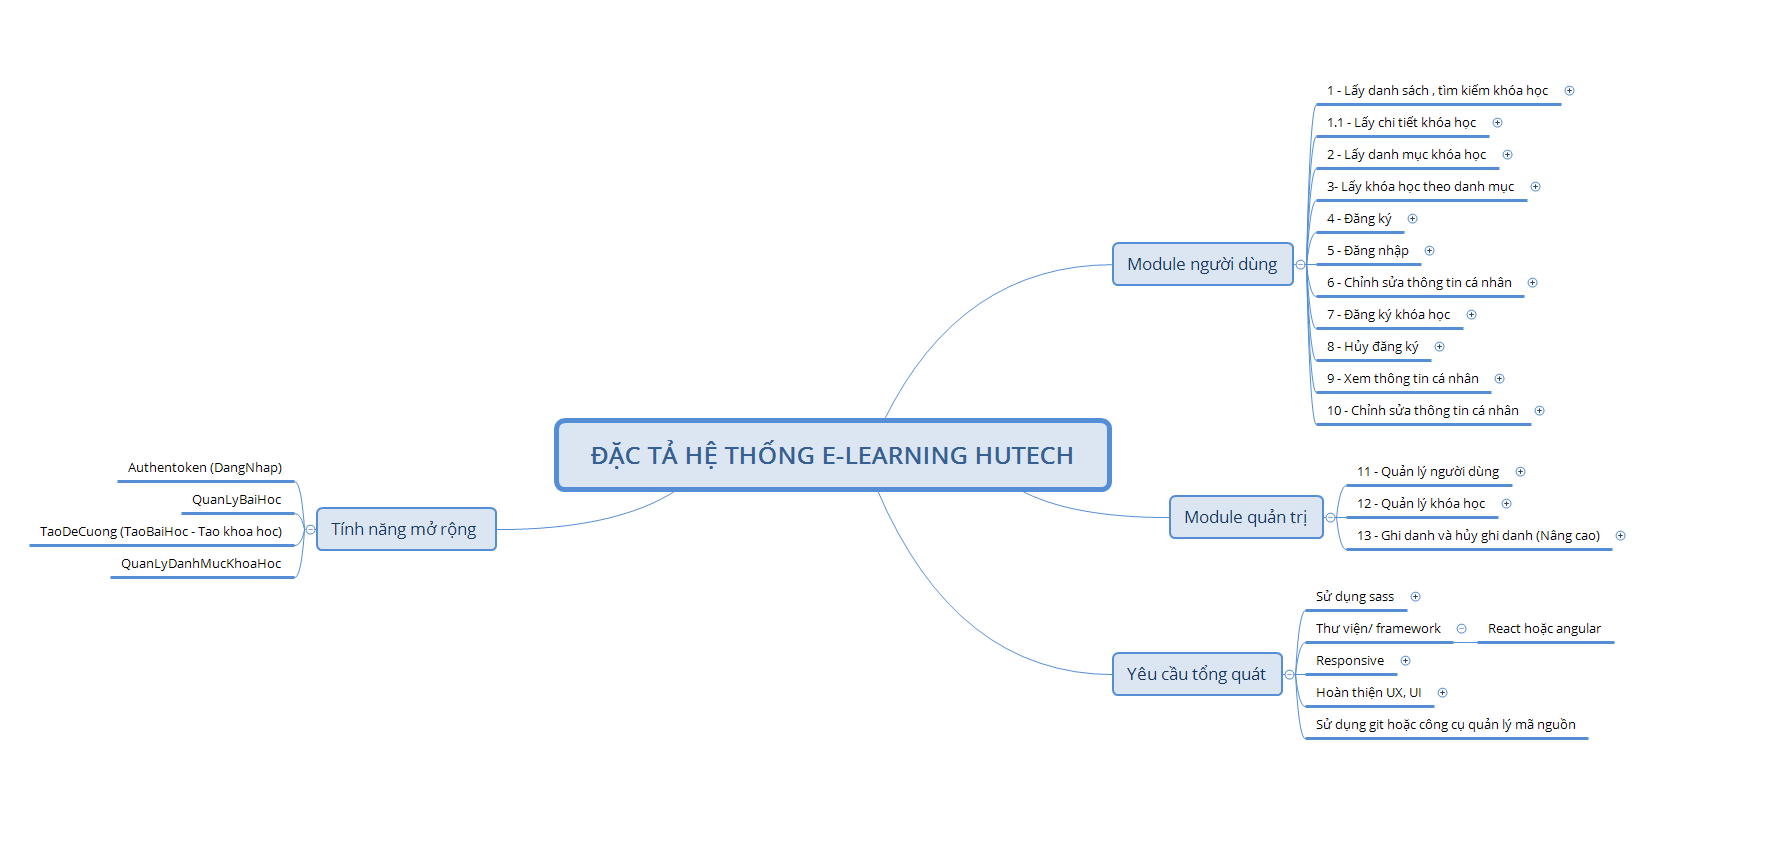 ĐẶC TẢ HỆ THỐNG E-LEARNING HUTECH
Module người dùng
1 - Lấy danh sách , tìm kiếm khóa học
1.1 - Lấy chi tiết khóa học
2 - Lấy danh mục khóa học
3- Lấy khóa học theo danh mục
4 - Đăng ký
5 - Đăng nhập
6 - Chỉnh sửa thông tin cá nhân
7 - Đăng ký khóa học
8 - Hủy đăng ký
9 - Xem thông tin cá nhân
10 - Chỉnh sửa thông tin cá nhân
Module quản trị
11 - Quản lý người dùng
12 - Quản lý khóa học
13 - Ghi danh và hủy ghi danh (Nâng cao)
Yêu cầu tổng quát
Sử dụng sass
Thư viện/ framework
React hoặc angular
Responsive
Hoàn thiện UX, UI
Sử dụng git hoặc công cụ quản lý mã nguồn
Tính năng mở rộng
Authentoken (DangNhap)
QuanLyBaiHoc
TaoDeCuong (TaoBaiHoc - Tao khoa hoc)
QuanLyDanhMucKhoaHoc